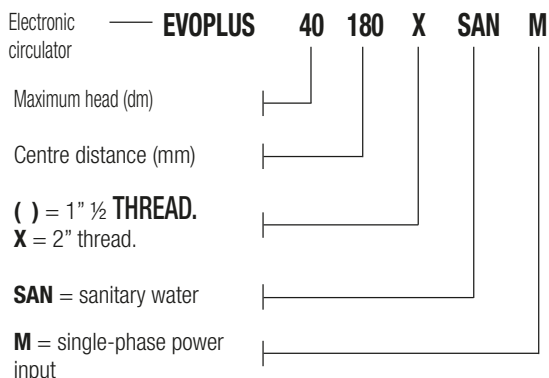 Electronic circulator
EVOPLUS 40 180 X SAN M
Maximum head (dm)
Centre distance (mm)
( ) = 1” ½ THREAD.
X = 2” thread.
SAN = sanitary water
M = single-phase power
input